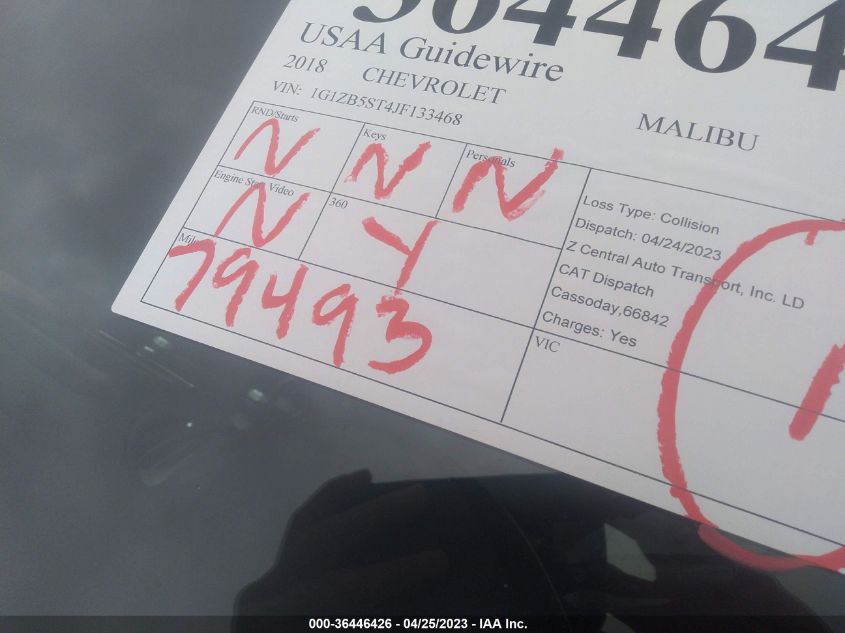 USAA Guidewire
2018 CHEVROLET MALIBU
VIN: 1G1ZB5ST4JF133468
RND/Starts Keys Personals
N N N
Engine Start Video 360
N Y
79493
Loss Type: Collision
Dispatch: 04/24/2023
Z Central Auto Transport, Inc. LD
CAT Dispatch
Cassoday,66842
Charges: Yes
VIC
000-36446426 - 04/25/2023 - IAA Inc.